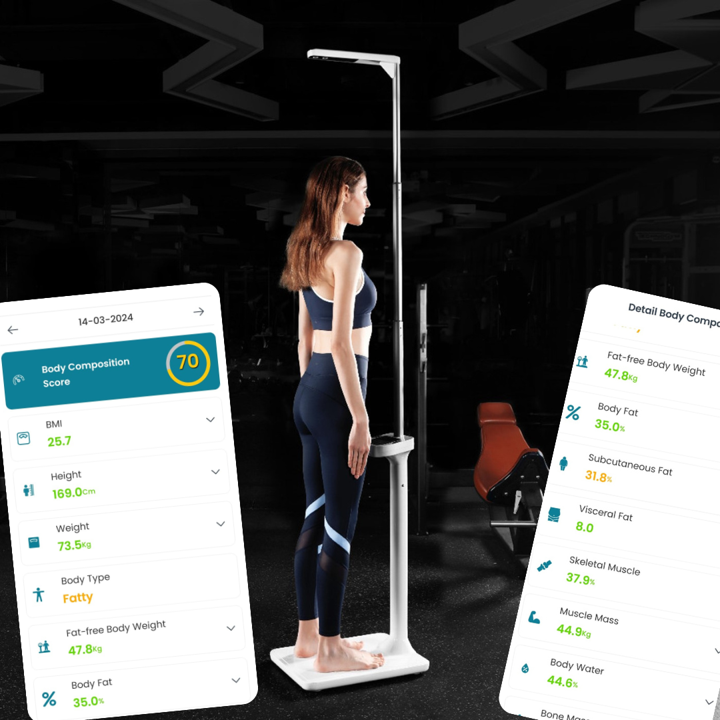 14-03-2024
Body Composition
Score
70
BMI
25.7
Height
169.0Cm
Weight
73.5Kg
Body Type
Fatty
Fat-free Body Weight
47.8Kg
Body Fat
35.0%
Detail Body Compo
Fat-free Body Weight
47.8Kg
Body Fat
35.0%
Subcutaneous Fat
31.8%
Visceral Fat
8.0
Skeletal Muscle
37.9%
Muscle Mass
44.9Kg
Body Water
44.6%
Bone Mas